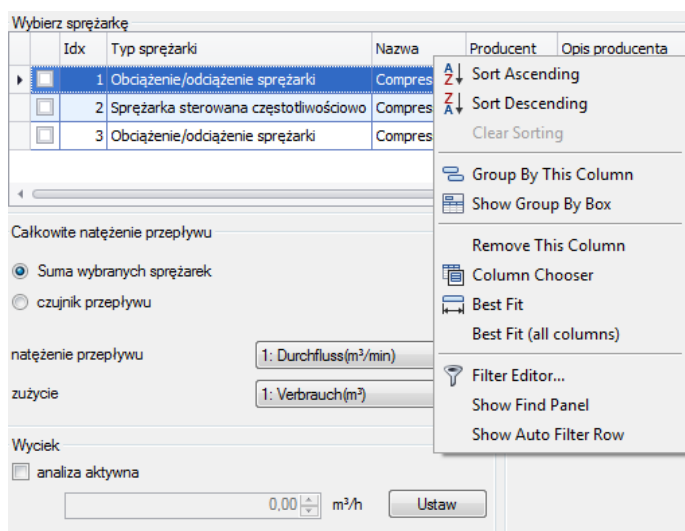 Wybierz sprężarkę
Idx Typ sprężarki Nazwa Producent Opis producenta
1 Obciążenie/odciążenie sprężarki Compres
2 Sprężarka sterowana częstotliwościowo Compres
3 Obciążenie/odciążenie sprężarki Compres
Sort Ascending
Sort Descending
Clear Sorting
Group By This Column
Show Group By Box
Remove This Column
Column Chooser
Best Fit
Best Fit (all columns)
Filter Editor...
Show Find Panel
Show Auto Filter Row
Całkowite natężenie przepływu
Suma wybranych sprężarek
czujnik przepływu
natężenie przepływu 1: Durchfluss(m³/min)
zużycie 1: Verbrauch(m³)
Wyciek
analiza aktywna
0,00 m³/h Ustaw